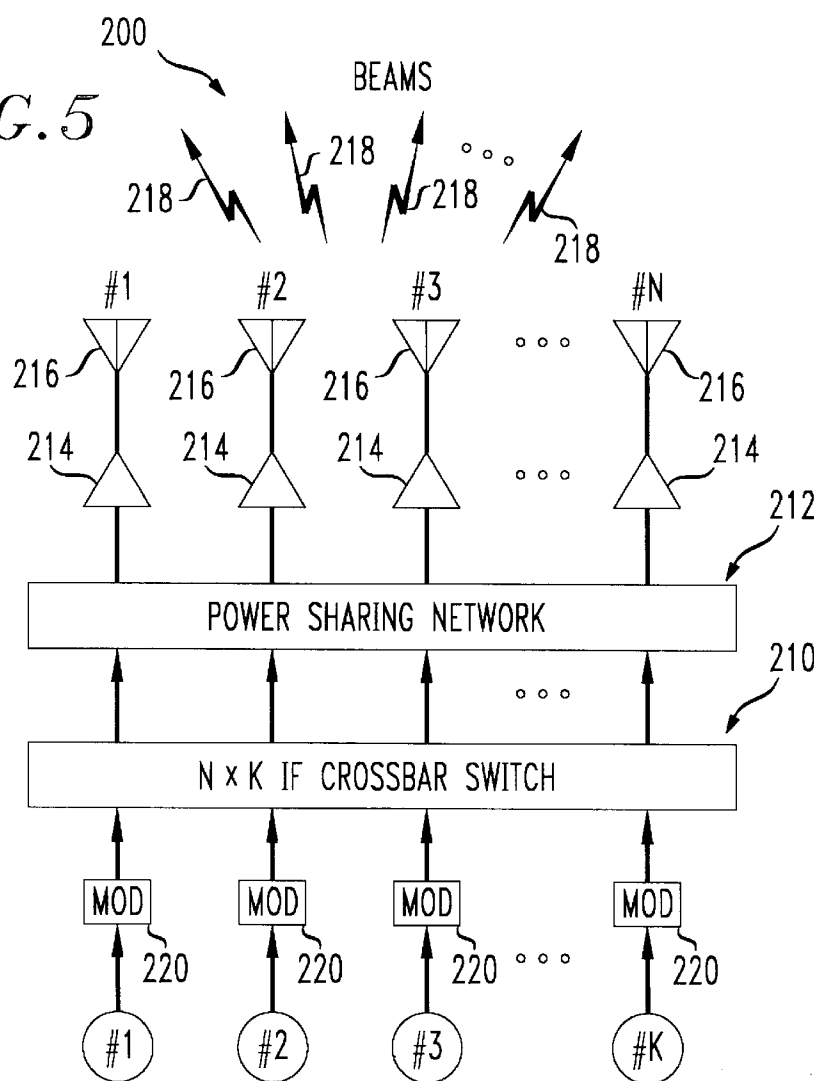 200
BEAMS
G. 5
218 218 218 218
#1 #2 #3 #N
216 216 216 216
214 214 214 214
212
POWER SHARING NETWORK
210
N × K IF CROSSBAR SWITCH
MOD MOD MOD MOD
220 220 220 220
#1 #2 #3 #K